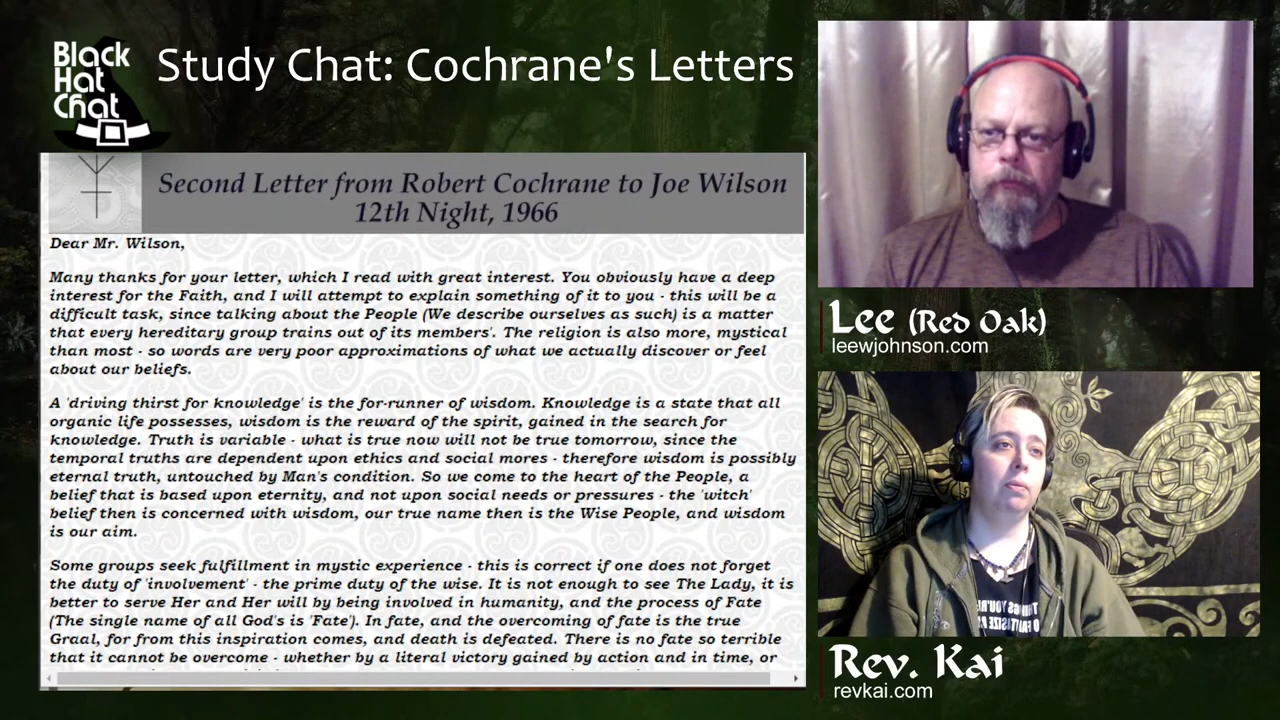 Black
Hat
Chat
Study Chat: Cochrane's Letters
Second Letter from Robert Cochrane to Joe Wilson
12th Night, 1966
Dear Mr. Wilson,
Many thanks for your letter, which I read with great interest. You obviously have a deep
interest for the Faith, and I will attempt to explain something of it to you - this will be a
difficult task, since talking about the People (We describe ourselves as such) is a matter
that every hereditary group trains out of its members'. The religion is also more, mystical
than most - so words are very poor approximations of what we actually discover or feel
about our beliefs.
A 'driving thirst for knowledge' is the for-runner of wisdom. Knowledge is a state that all
organic life possesses, wisdom is the reward of the spirit, gained in the search for
knowledge. Truth is variable - what is true now will not be true tomorrow, since the
temporal truths are dependent upon ethics and social mores - therefore wisdom is possibly
eternal truth, untouched by Man's condition. So we come to the heart of the People, a
belief that is based upon eternity, and not upon social needs or pressures - the 'witch'
belief then is concerned with wisdom, our true name then is the Wise People, and wisdom
is our aim.
Some groups seek fulfillment in mystic experience - this is correct if one does not forget
the duty of 'involvement' - the prime duty of the wise. It is not enough to see The Lady, it is
better to serve Her and Her will by being involved in humanity, and the process of Fate
(The single name of all God's is 'Fate'). In fate, and the overcoming of fate is the true
Graal, for from this inspiration comes, and death is defeated. There is no fate so terrible
that it cannot be overcome - whether by a literal victory gained by action and in time, or
Lee (Red Oak)
leewjohnson.com
THINGS YOU'RE
Rev. Kai
revkai.com